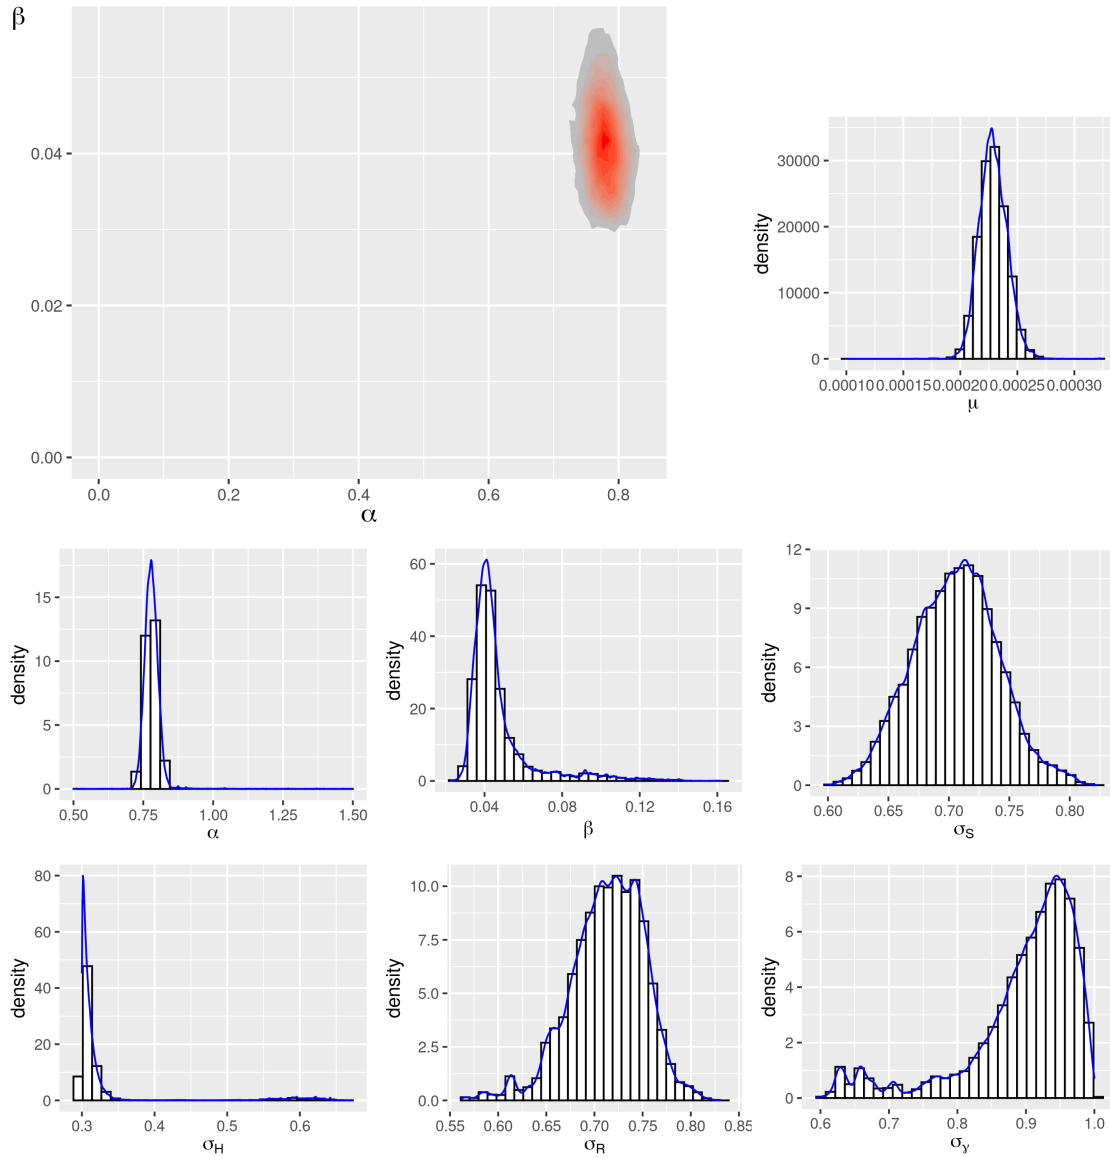 β
0.04
0.02
0.00
0.0 0.2 0.4 0.6 0.8
α
density
30000
20000
10000
0
0.00010 0.00015 0.00020 0.00025 0.00030
μ
density
15
10
5
0
0.50 0.75 1.00 1.25 1.50
α
density
60
40
20
0
0.04 0.08 0.12 0.16
β
density
12
9
6
3
0
0.60 0.65 0.70 0.75 0.80
σS
density
80
60
40
20
0
0.3 0.4 0.5 0.6
σH
density
10.0
7.5
5.0
2.5
0.0
0.55 0.60 0.65 0.70 0.75 0.80 0.85
σR
density
8
6
4
2
0
0.6 0.7 0.8 0.9 1.0
σγ